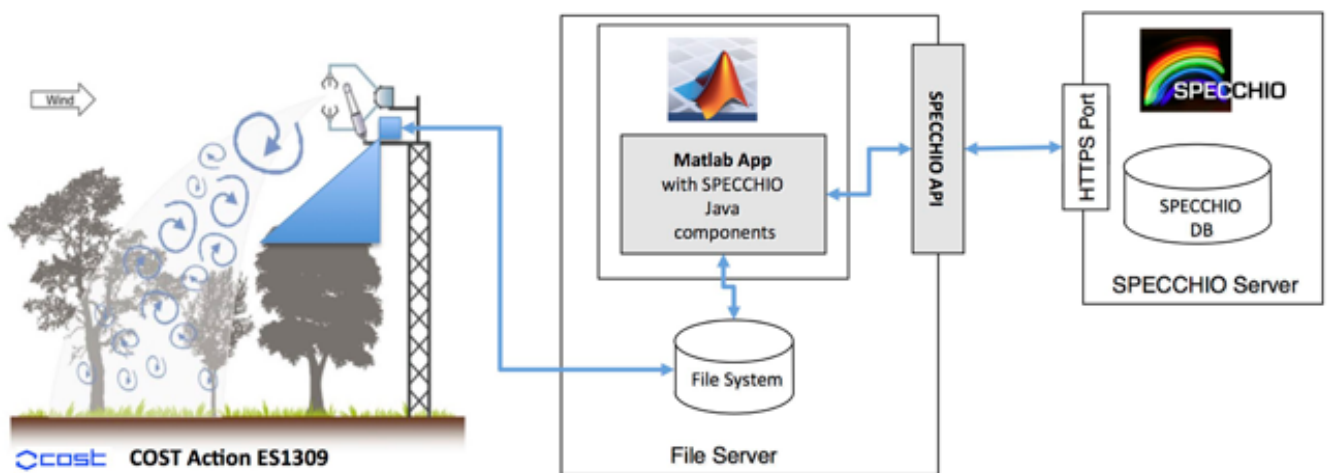 Wind
cost
COST Action ES1309
Matlab App
with SPECCHIO
Java
components
File System
File Server
SPECCHIO API
HTTPS Port
SPECCHIO
SPECCHIO
DB
SPECCHIO Server